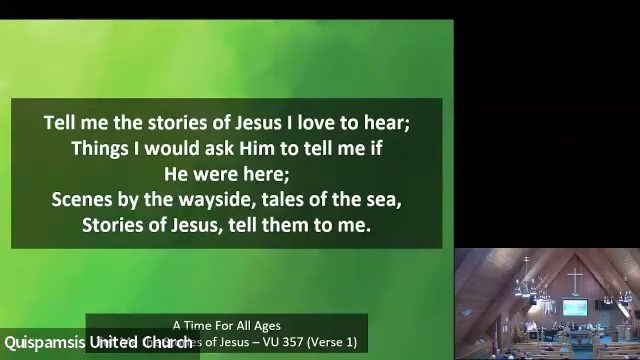 Tell me the stories of Jesus I love to hear;
Things I would ask Him to tell me if
He were here;
Scenes by the wayside, tales of the sea,
Stories of Jesus, tell them to me.
A Time For All Ages
of Jesus – VU 357 (Verse 1)
Quispamsis United Church